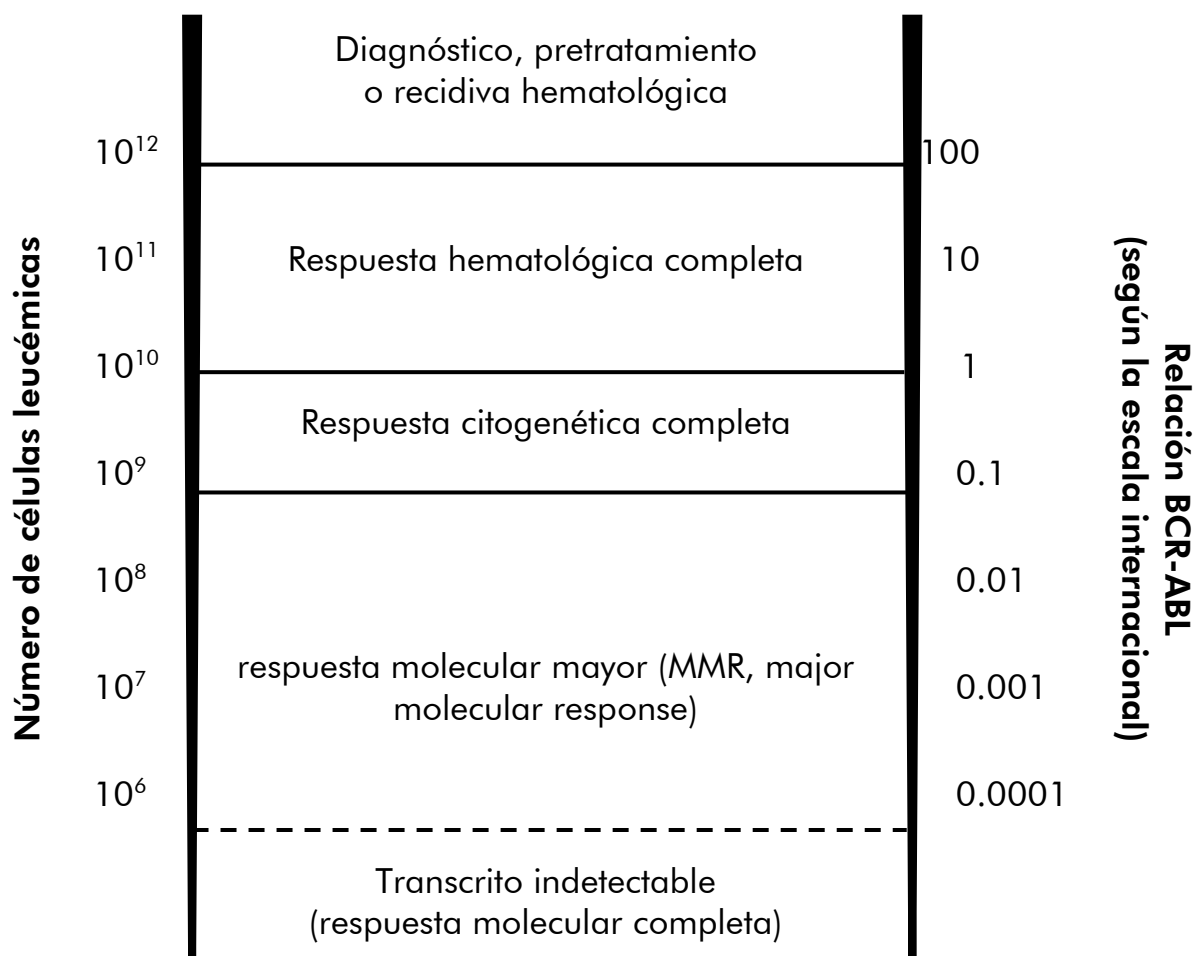 Diagnóstico, pretratamiento
o recidiva hematológica
10¹² 100
Respuesta hematológica completa
10¹¹ 10
10¹⁰ 1
Respuesta citogenética completa
10⁹ 0.1
10⁸ 0.01
respuesta molecular mayor (MMR, major
molecular response)
10⁷ 0.001
10⁶ 0.0001
Transcrito indetectable
(respuesta molecular completa)
Número de células leucémicas
Relación BCR-ABL
(según la escala internacional)